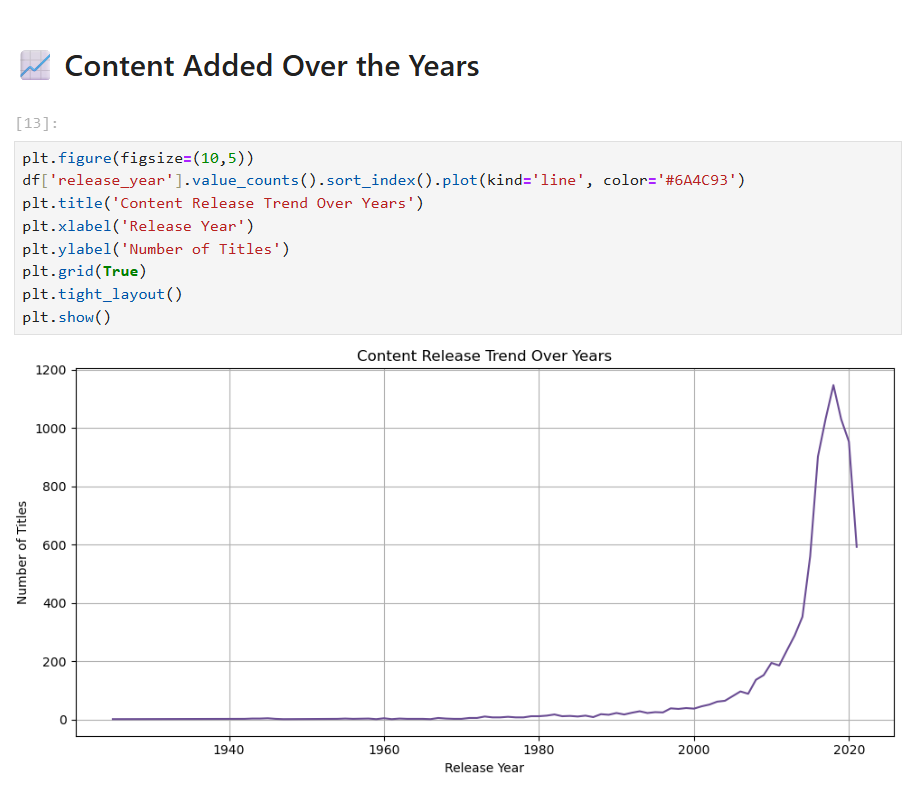 Content Added Over the Years
[13]:
plt.figure(figsize=(10,5))
df['release_year'].value_counts().sort_index().plot(kind='line', color='#6A4C93')
plt.title('Content Release Trend Over Years')
plt.xlabel('Release Year')
plt.ylabel('Number of Titles')
plt.grid(True)
plt.tight_layout()
plt.show()
Content Release Trend Over Years
1200
1000
800
600
400
200
0
Number of Titles
1940 1960 1980 2000 2020
Release Year